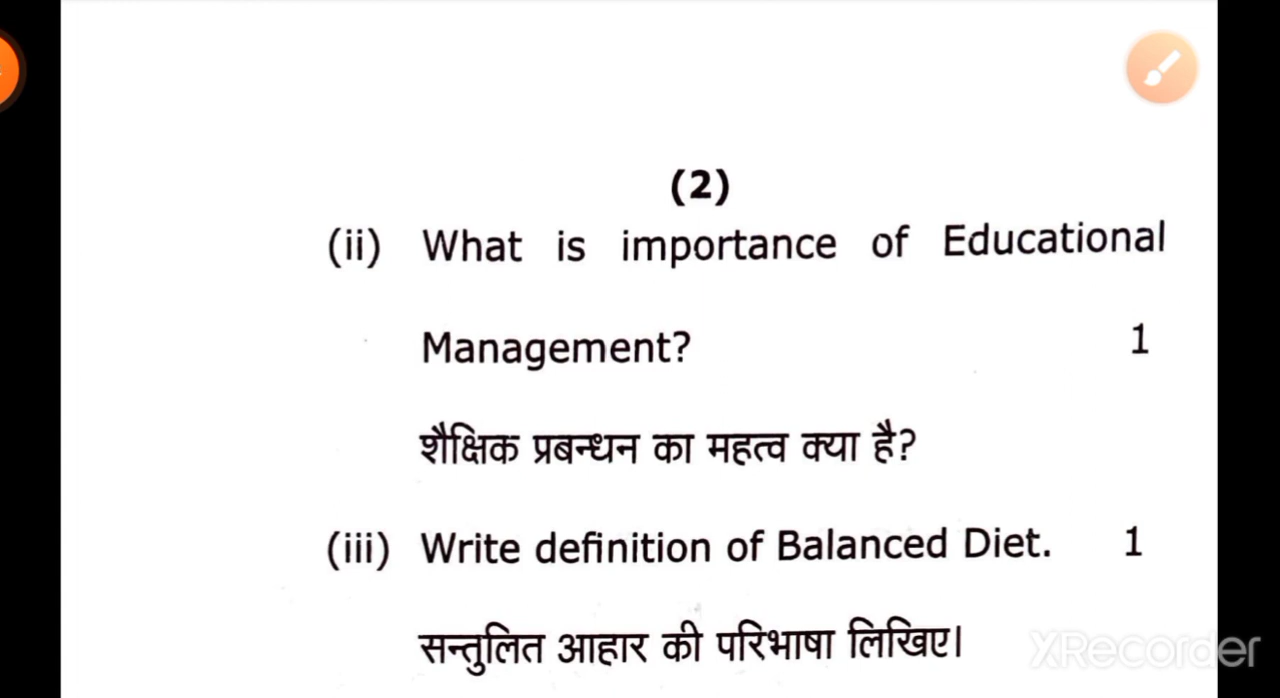 (2)
(ii) What is importance of Educational
Management? 1
शैक्षिक प्रबन्धन का महत्व क्या है?
(iii) Write definition of Balanced Diet. 1
सन्तुलित आहार की परिभाषा लिखिए।
XRecorder